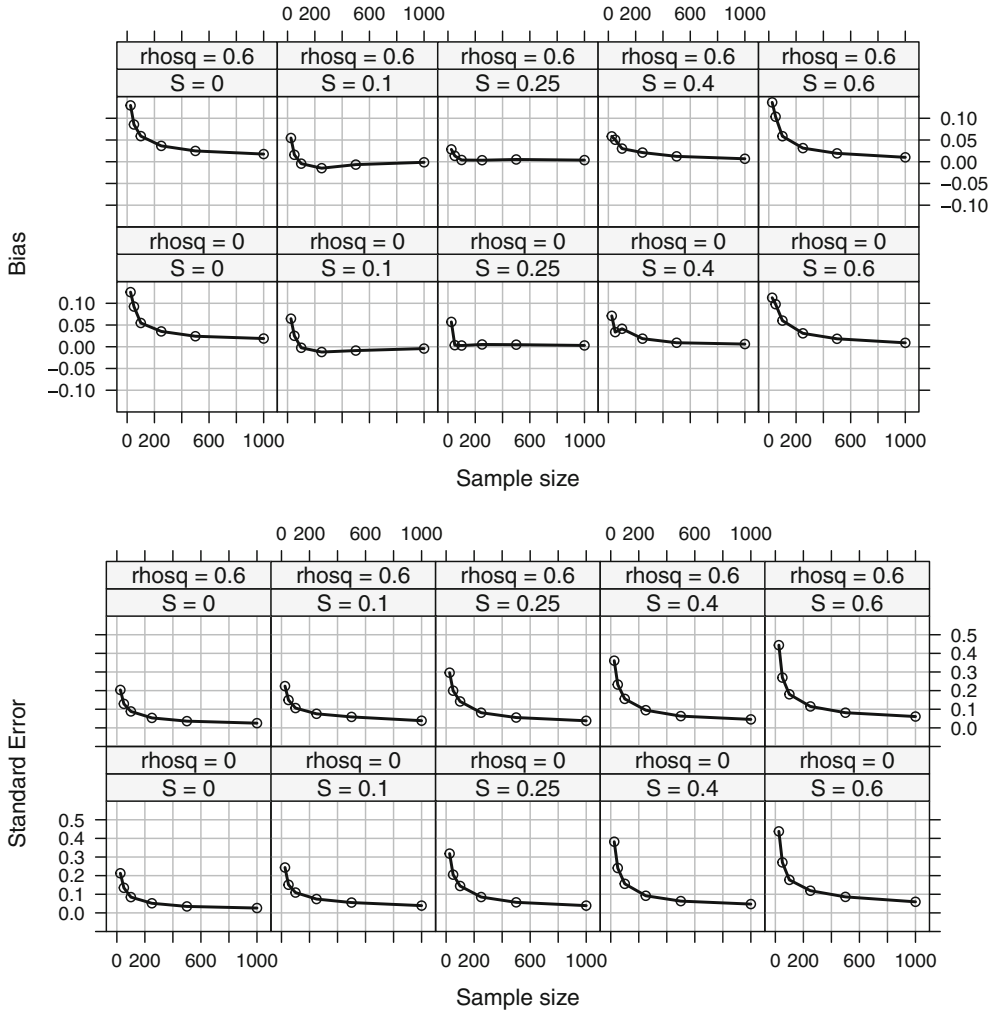 0 200 600 1000 0 200 600 1000
rhosq = 0.6 rhosq = 0.6 rhosq = 0.6 rhosq = 0.6 rhosq = 0.6
S = 0 S = 0.1 S = 0.25 S = 0.4 S = 0.6
0.10
0.05
0.00
−0.05
−0.10
Bias
rhosq = 0 rhosq = 0 rhosq = 0 rhosq = 0 rhosq = 0
S = 0 S = 0.1 S = 0.25 S = 0.4 S = 0.6
0.10
0.05
0.00
−0.05
−0.10
0 200 600 1000 0 200 600 1000 0 200 600 1000
Sample size
0 200 600 1000 0 200 600 1000
rhosq = 0.6 rhosq = 0.6 rhosq = 0.6 rhosq = 0.6 rhosq = 0.6
S = 0 S = 0.1 S = 0.25 S = 0.4 S = 0.6
0.5
0.4
0.3
0.2
0.1
0.0
Standard Error
rhosq = 0 rhosq = 0 rhosq = 0 rhosq = 0 rhosq = 0
S = 0 S = 0.1 S = 0.25 S = 0.4 S = 0.6
0.5
0.4
0.3
0.2
0.1
0.0
0 200 600 1000 0 200 600 1000 0 200 600 1000
Sample size